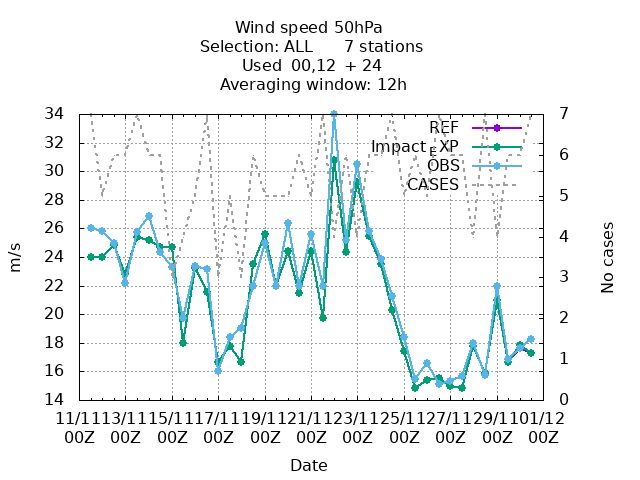 Wind speed 50hPa
Selection: ALL 7 stations
Used 00,12 + 24
Averaging window: 12h
34
32
30
28
26
24
22
20
18
16
14
7
6
5
4
3
2
1
0
m/s
No cases
REF
Impact_EXP
OBS
CASES
11/11 13/11 15/11 17/11 19/11 21/11 23/11 25/11 27/11 29/11 01/12
00Z 00Z 00Z 00Z 00Z 00Z 00Z 00Z 00Z 00Z 00Z
Date